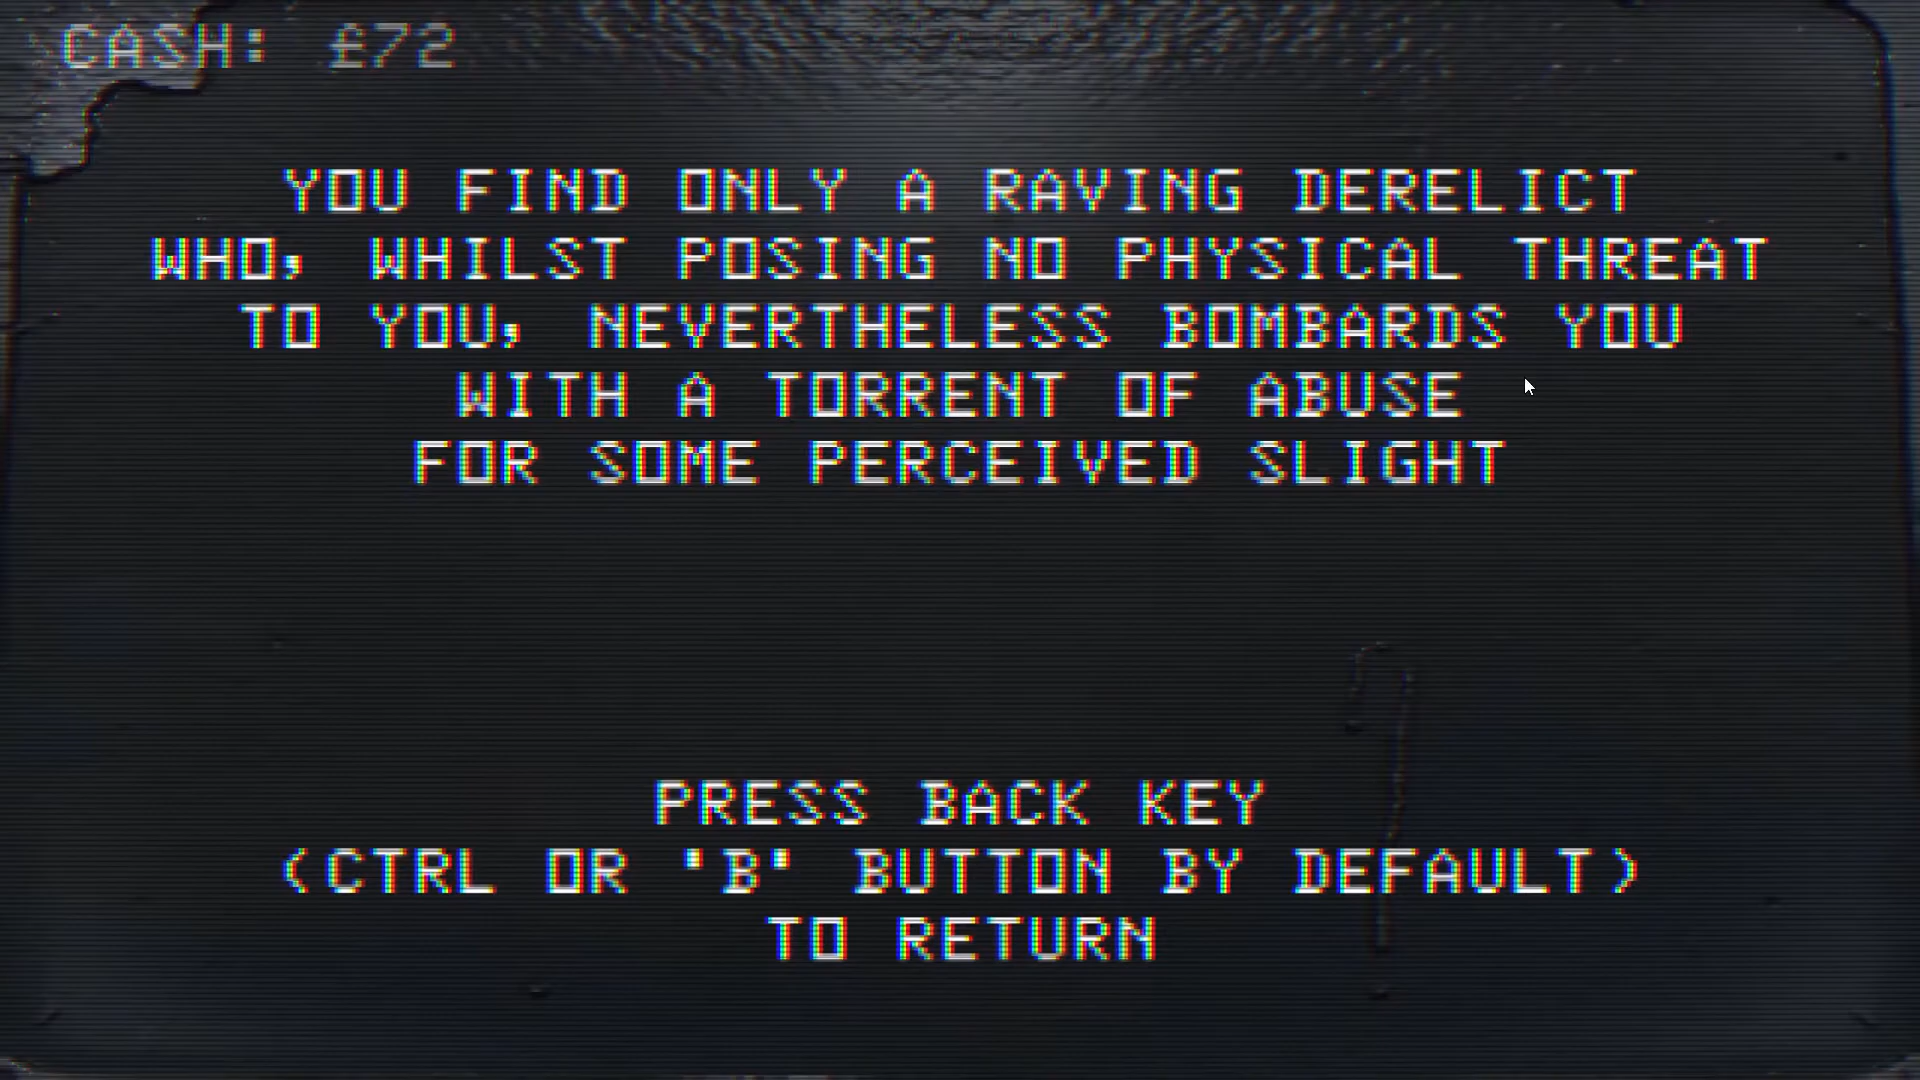 CASH: £72
YOU FIND ONLY A RAVING DERELICT
WHO, WHILST POSING NO PHYSICAL THREAT
TO YOU, NEVERTHELESS BOMBARDS YOU
WITH A TORRENT OF ABUSE
FOR SOME PERCEIVED SLIGHT
PRESS BACK KEY
(CTRL OR 'B' BUTTON BY DEFAULT)
TO RETURN